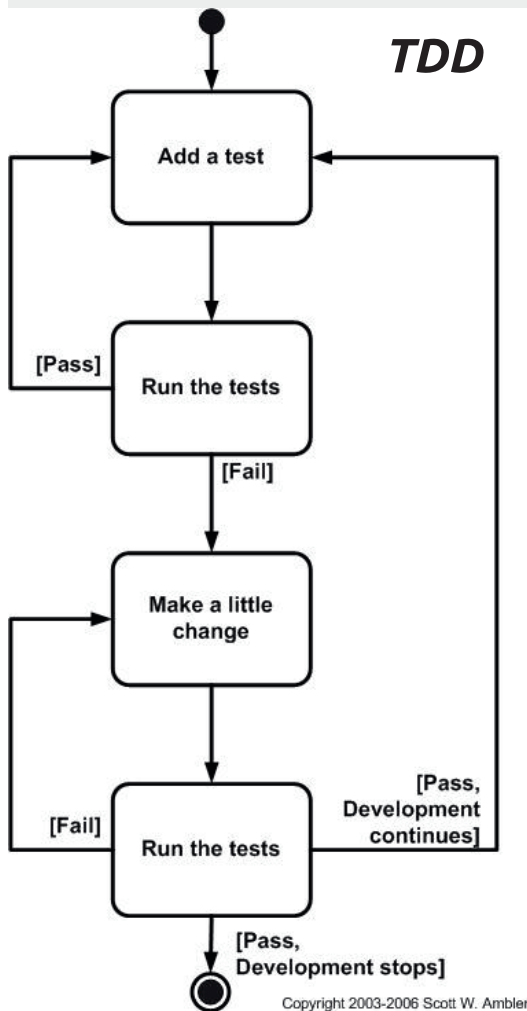 TDD
Add a test
[Pass]
Run the tests
[Fail]
Make a little
change
[Fail]
Run the tests
[Pass,
Development
continues]
[Pass,
Development stops]
Copyright 2003-2006 Scott W. Ambler